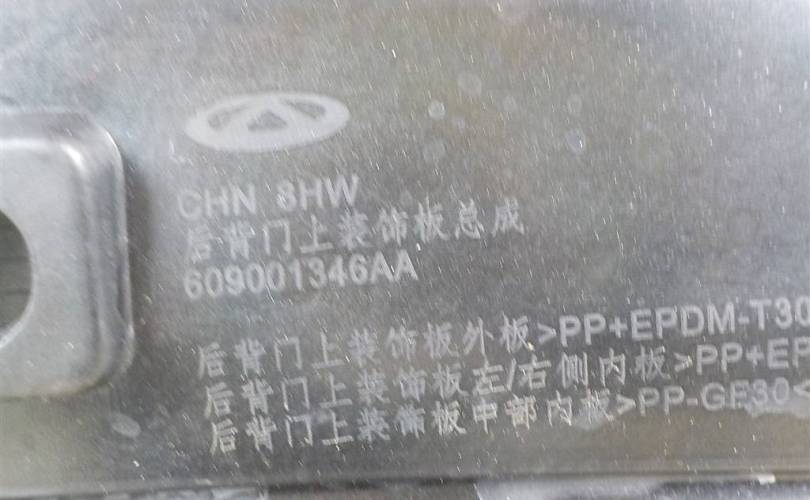 CHN 8HW
后背门上装饰板总成
609001346AA
后背门上装饰板外板>PP+EPDM-T30
后背门上装饰板左/右侧内板>PP+EP
后背门上装饰板中部内板>PP-GF30<